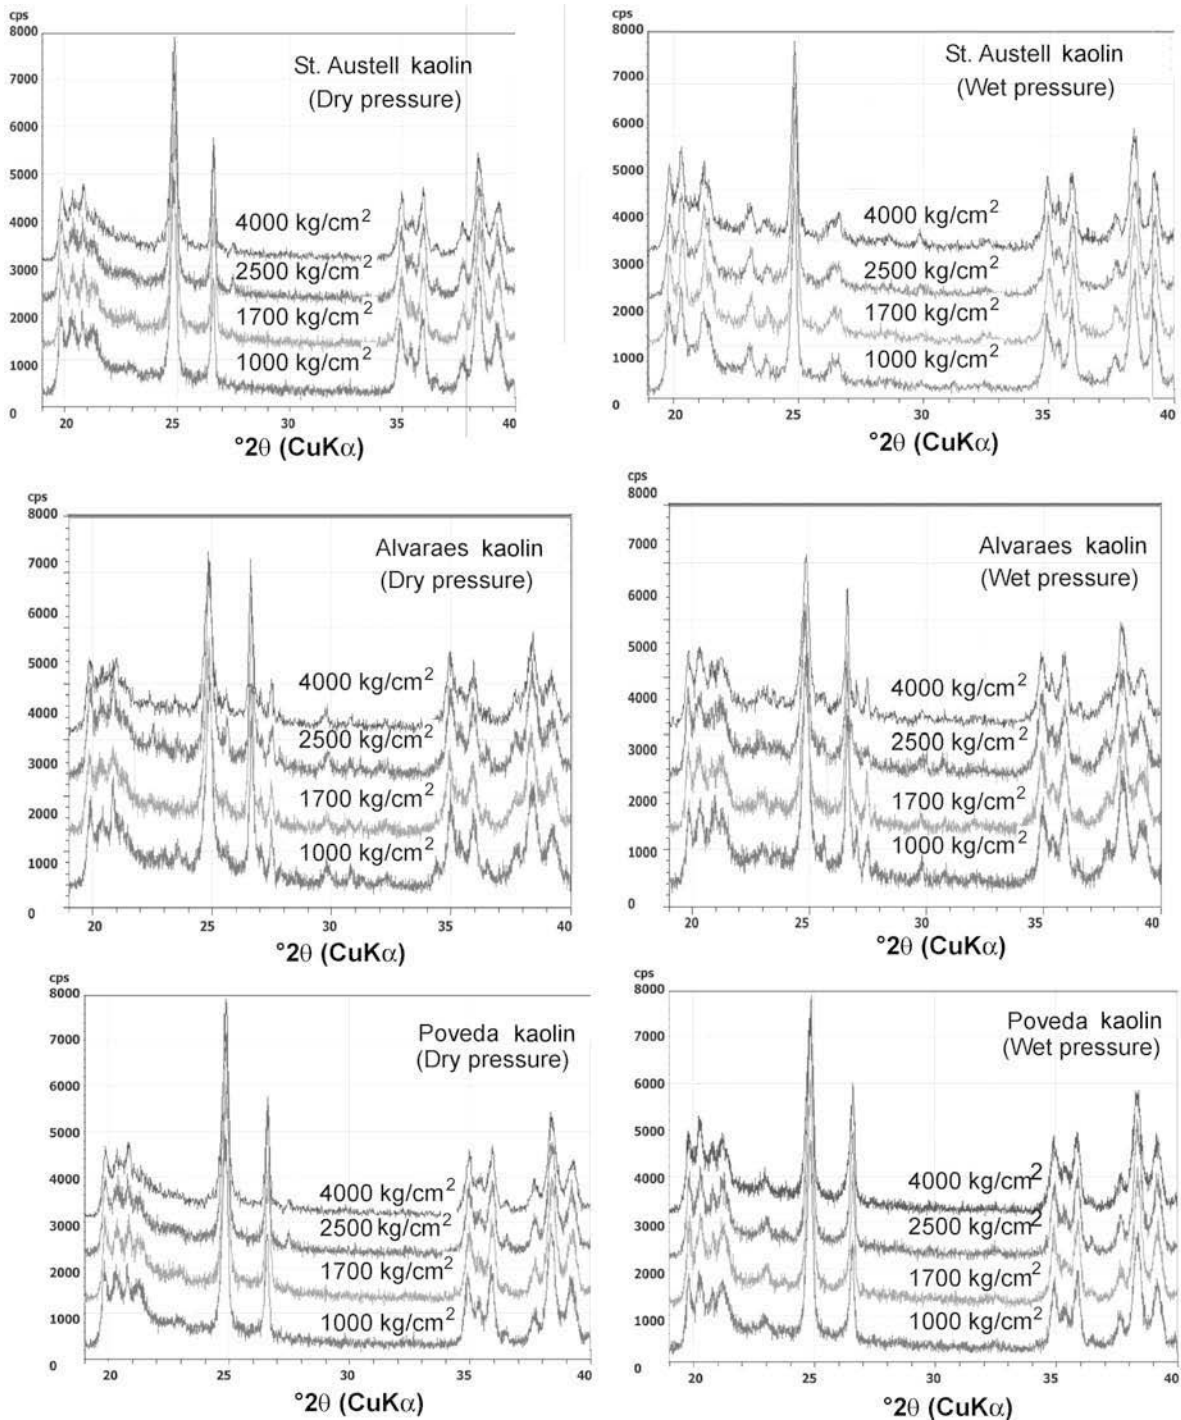 cps
8000
St. Austell kaolin
(Dry pressure)
7000
6000
5000
4000
4000 kg/cm²
3000
2500 kg/cm²
2000
1700 kg/cm²
1000
1000 kg/cm²
0
20 25 30 35 40
°2θ (CuKα)
cps
8000
St. Austell kaolin
(Wet pressure)
7000
6000
5000
4000
4000 kg/cm²
3000
2500 kg/cm²
2000
1700 kg/cm²
1000
1000 kg/cm²
0
20 25 30 35 40
°2θ (CuKα)
cps
8000
Alvaraes kaolin
(Dry pressure)
7000
6000
5000
4000 kg/cm²
4000
2500 kg/cm²
3000
1700 kg/cm²
2000
1000 kg/cm²
1000
0
20 25 30 35 40
°2θ (CuKα)
cps
8000
Alvaraes kaolin
(Wet pressure)
7000
6000
5000
4000 kg/cm²
4000
2500 kg/cm²
3000
1700 kg/cm²
2000
1000 kg/cm²
1000
0
20 25 30 35 40
°2θ (CuKα)
cps
8000
Poveda kaolin
(Dry pressure)
7000
6000
5000
4000
4000 kg/cm²
3000
2500 kg/cm²
2000
1700 kg/cm²
1000
1000 kg/cm²
0
20 25 30 35 40
°2θ (CuKα)
cps
8000
Poveda kaolin
(Wet pressure)
7000
6000
5000
4000
4000 kg/cm²
3000
2500 kg/cm²
2000
1700 kg/cm²
1000
1000 kg/cm²
0
20 25 30 35 40
°2θ (CuKα)